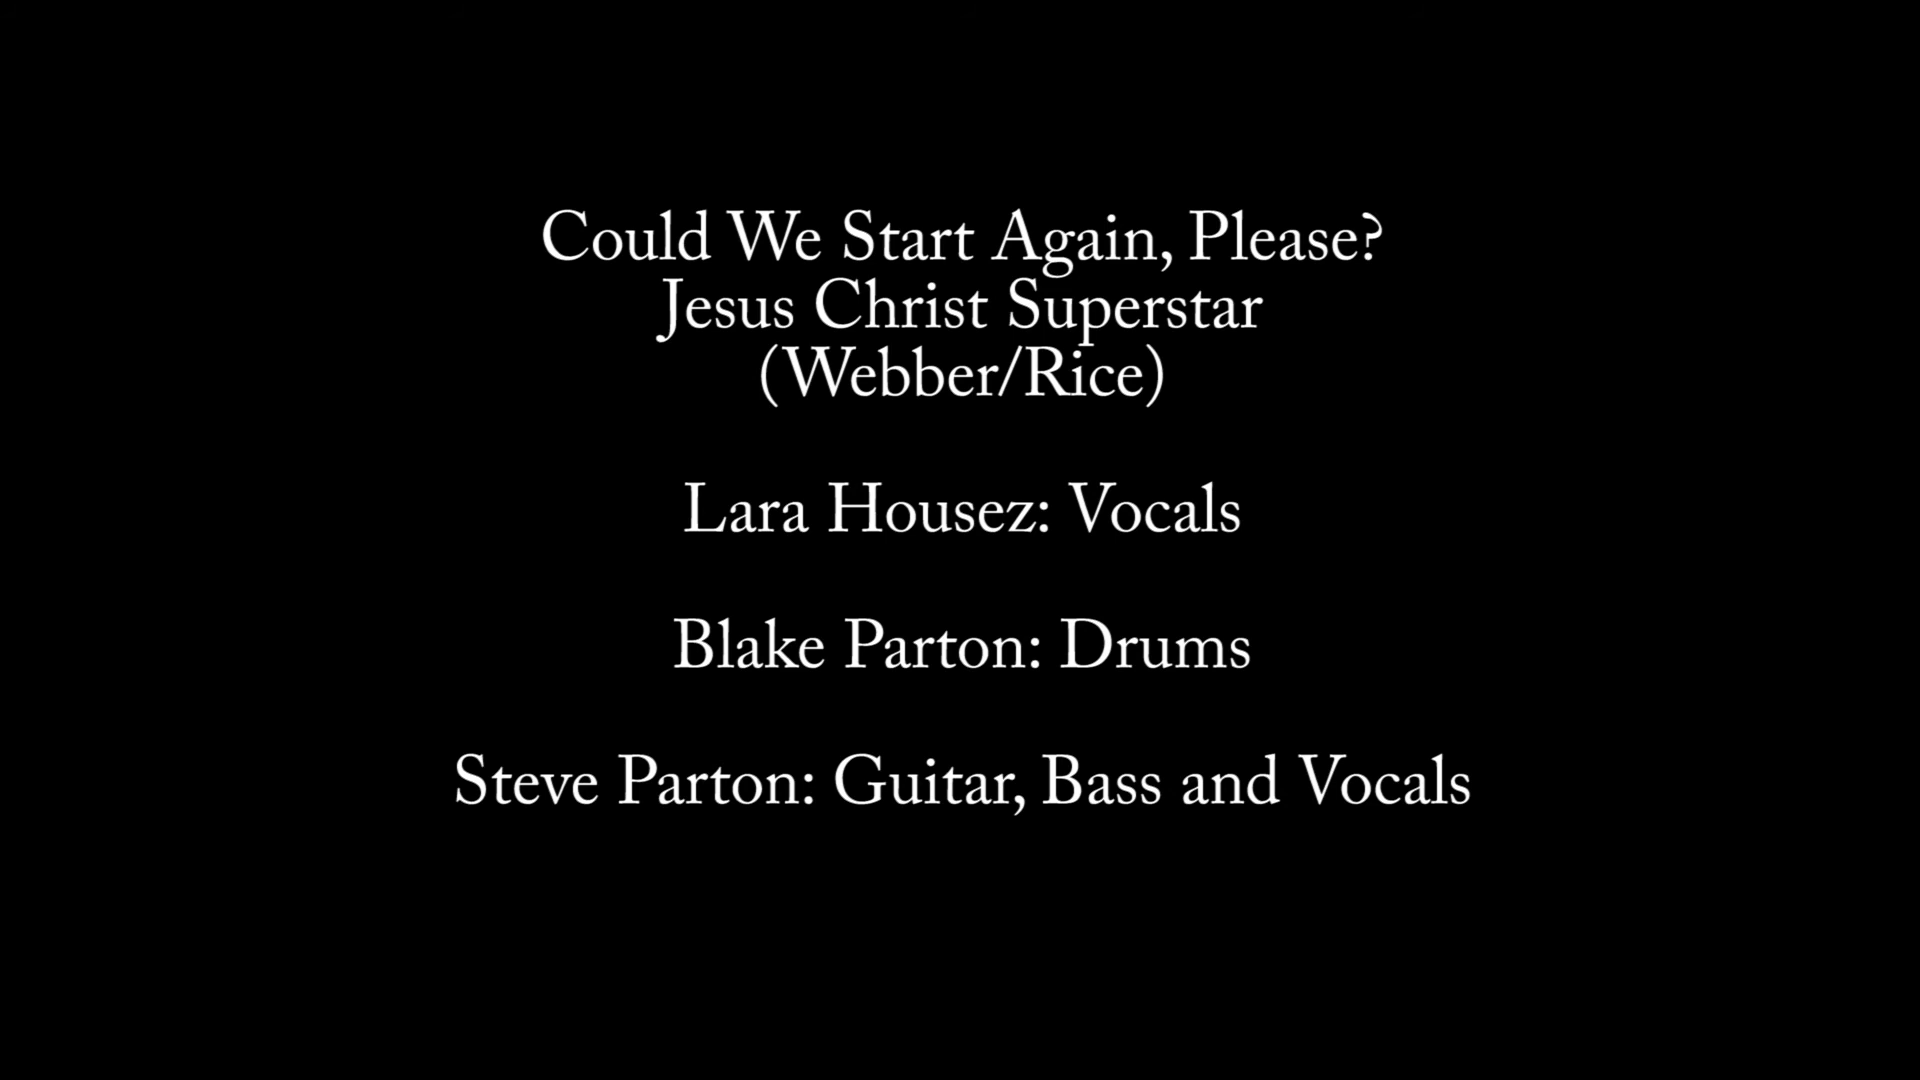 Could We Start Again, Please?
Jesus Christ Superstar
(Webber/Rice)
Lara Housez: Vocals
Blake Parton: Drums
Steve Parton: Guitar, Bass and Vocals